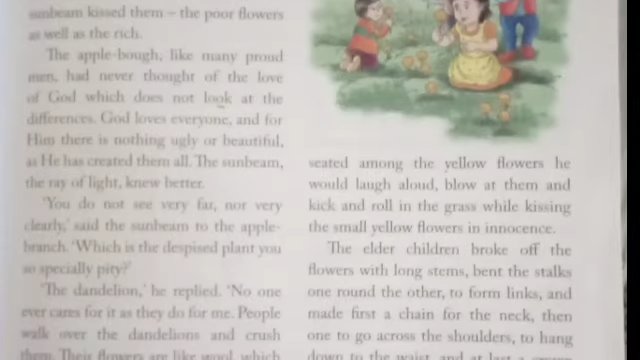 sunbeam kissed them – the poor flowers
as well as the rich.
The apple-bough, like many proud
men, had never thought of the love
of God which does not look at the
differences. God loves everyone, and for
Him there is nothing ugly or beautiful,
as He has created them all. The sunbeam,
the ray of light, knew better.
'You do not see very far, nor very
clearly,' said the sunbeam to the apple-
branch. 'Which is the despised plant you
so specially pity?'
'The dandelion,' he replied. 'No one
ever cares for it as they do for me. People
walk over the dandelions and crush
them. Their flowers are like wool, which
seated among the yellow flowers he
would laugh aloud, blow at them and
kick and roll in the grass while kissing
the small yellow flowers in innocence.
The elder children broke off the
flowers with long stems, bent the stalks
one round the other, to form links, and
made first a chain for the neck, then
one to go across the shoulders, to hang
down to the waist, and at last a